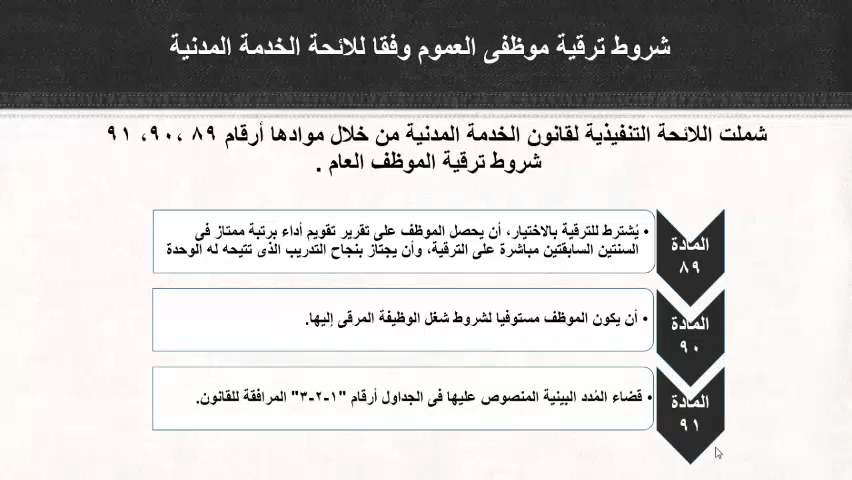 شروط ترقية موظفى العموم وفقا للائحة الخدمة المدنية
شملت اللائحة التنفيذية لقانون الخدمة المدنية من خلال موادها أرقام ٨٩ ،٩٠، ٩١
شروط ترقية الموظف العام .
المادة
٨٩
• يُشترط للترقية بالاختيار، أن يحصل الموظف على تقرير تقويم أداء برتبة ممتاز فى
السنتين السابقتين مباشرة على الترقية، وأن يجتاز بنجاح التدريب الذى تتيحه له الوحدة
المادة
٩٠
• أن يكون الموظف مستوفيا لشروط شغل الوظيفة المرقى إليها.
المادة
٩١
• قضاء المُدد البينية المنصوص عليها فى الجداول أرقام "١-٢-٣" المرافقة للقانون.